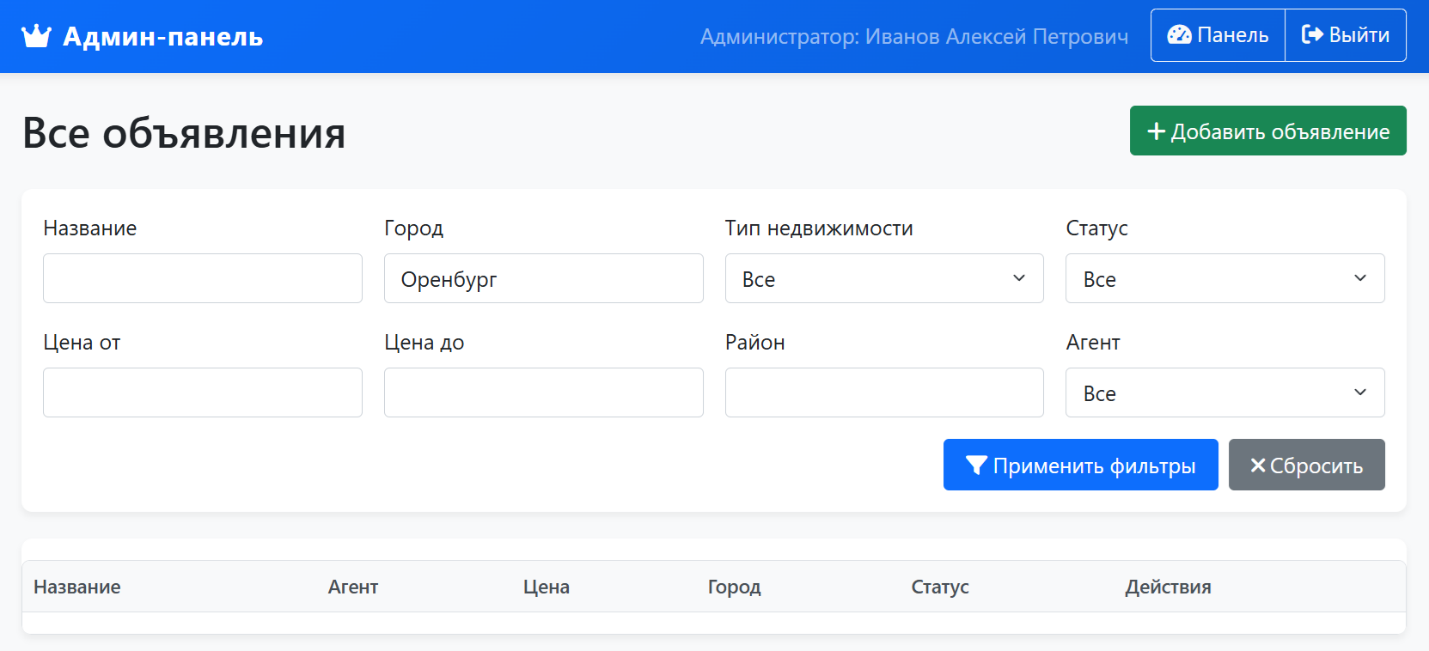 Админ-панель
Администратор: Иванов Алексей Петрович
Панель
Выйти
Все объявления
Добавить объявление
Название
Город
Тип недвижимости
Статус
Оренбург
Все
Все
Цена от
Цена до
Район
Агент
Все
Применить фильтры
Сбросить
Название
Агент
Цена
Город
Статус
Действия